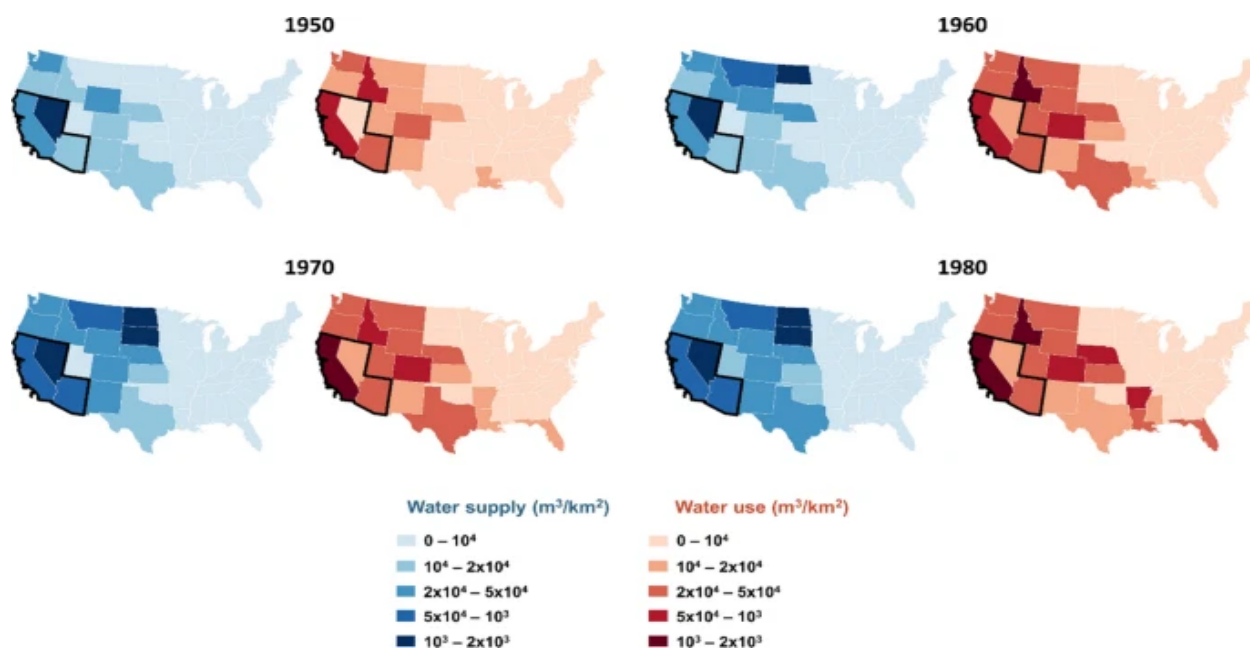 1950
1960
1970
1980
Water supply (m³/km²)
0 – 10⁴
10⁴ – 2x10⁴
2x10⁴ – 5x10⁴
5x10⁴ – 10³
10³ – 2x10³
Water use (m³/km²)
0 – 10⁴
10⁴ – 2x10⁴
2x10⁴ – 5x10⁴
5x10⁴ – 10³
10³ – 2x10³